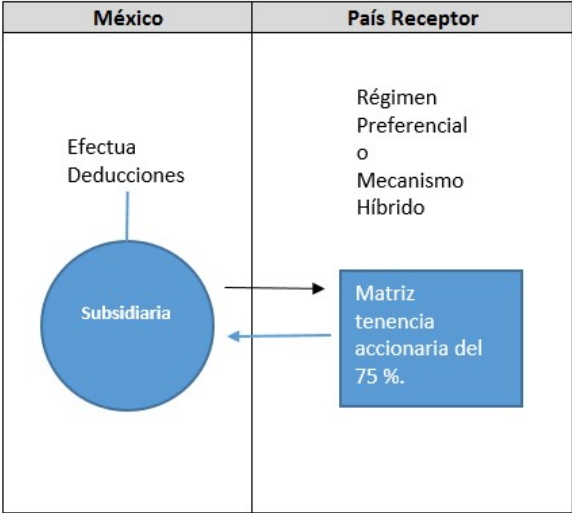 México
País Receptor
Efectua
Deducciones
Régimen
Preferencial
o
Mecanismo
Híbrido
Subsidiaria
Matriz
tenencia
accionaria del
75 %.